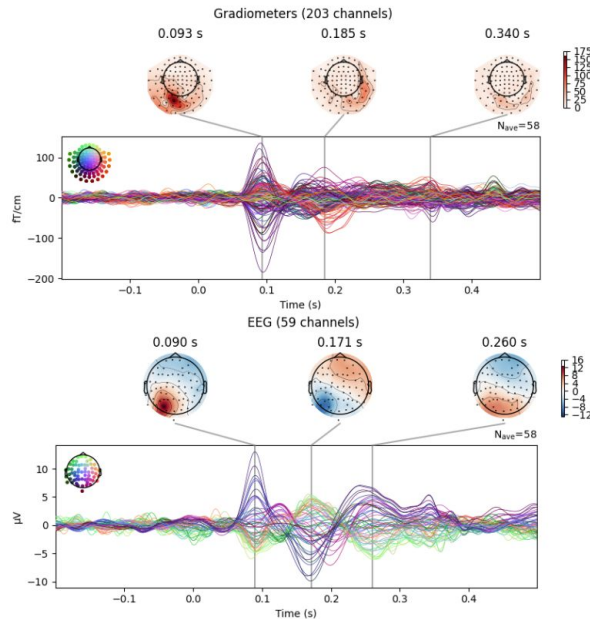 Gradiometers (203 channels)
0.093 s 0.185 s 0.340 s
175
150
125
100
75
50
25
0
N_ave=58
100
0
−100
−200
fT/cm
−0.1 0.0 0.1 0.2 0.3 0.4
Time (s)
EEG (59 channels)
0.090 s 0.171 s 0.260 s
16
12
8
4
0
−4
−8
−12
N_ave=58
10
5
0
−5
−10
µV
−0.1 0.0 0.1 0.2 0.3 0.4
Time (s)